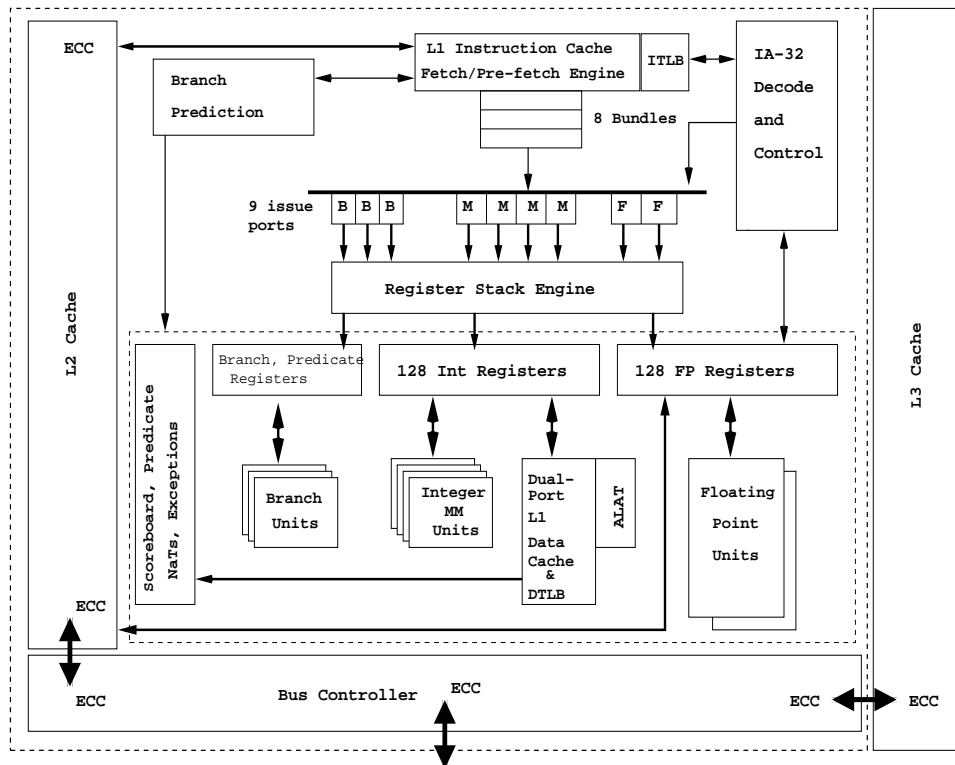 ECC
L1 Instruction Cache
Fetch/Pre-fetch Engine
ITLB
IA-32
Decode
and
Control
Branch
Prediction
8 Bundles
9 issue
ports
B B B M M M M F F
Register Stack Engine
L2 Cache
L3 Cache
Scoreboard, Predicate
NaTs, Exceptions
Branch, Predicate
Registers
128 Int Registers
128 FP Registers
Branch
Units
Integer
MM
Units
Dual-
Port
L1
Data
Cache
&
DTLB
ALAT
Floating
Point
Units
ECC
ECC
Bus Controller
ECC
ECC
ECC